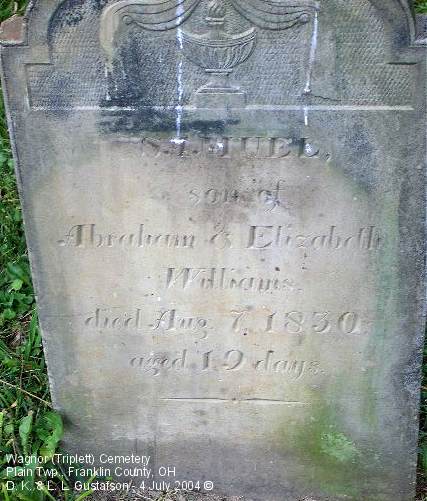 SAMUEL,
son of
Abraham & Elizabeth
Williams.
died Aug 7, 1830
aged 19 days.
Wagnor (Triplett) Cemetery
Plain Twp., Franklin County, OH
D. K. & L. L. Gustafson - 4 July 2004 ©